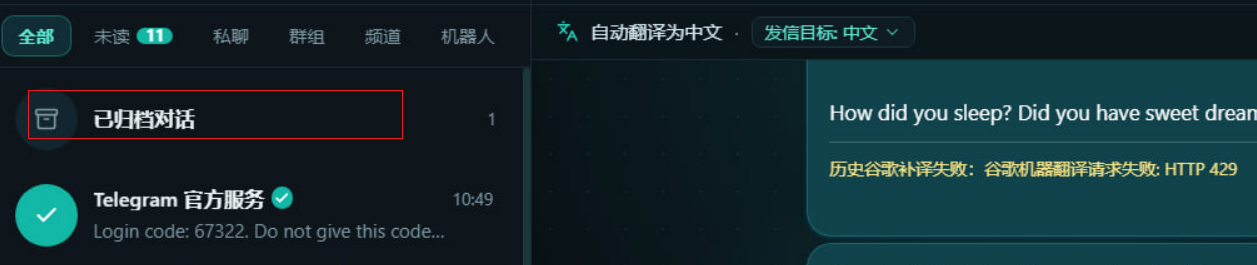 全部 未读 11 私聊 群组 频道 机器人
自动翻译为中文 · 发信目标: 中文
已归档对话 1
Telegram 官方服务 10:49
Login code: 67322. Do not give this code...
How did you sleep? Did you have sweet dream
历史谷歌补译失败：谷歌机器翻译请求失败: HTTP 429